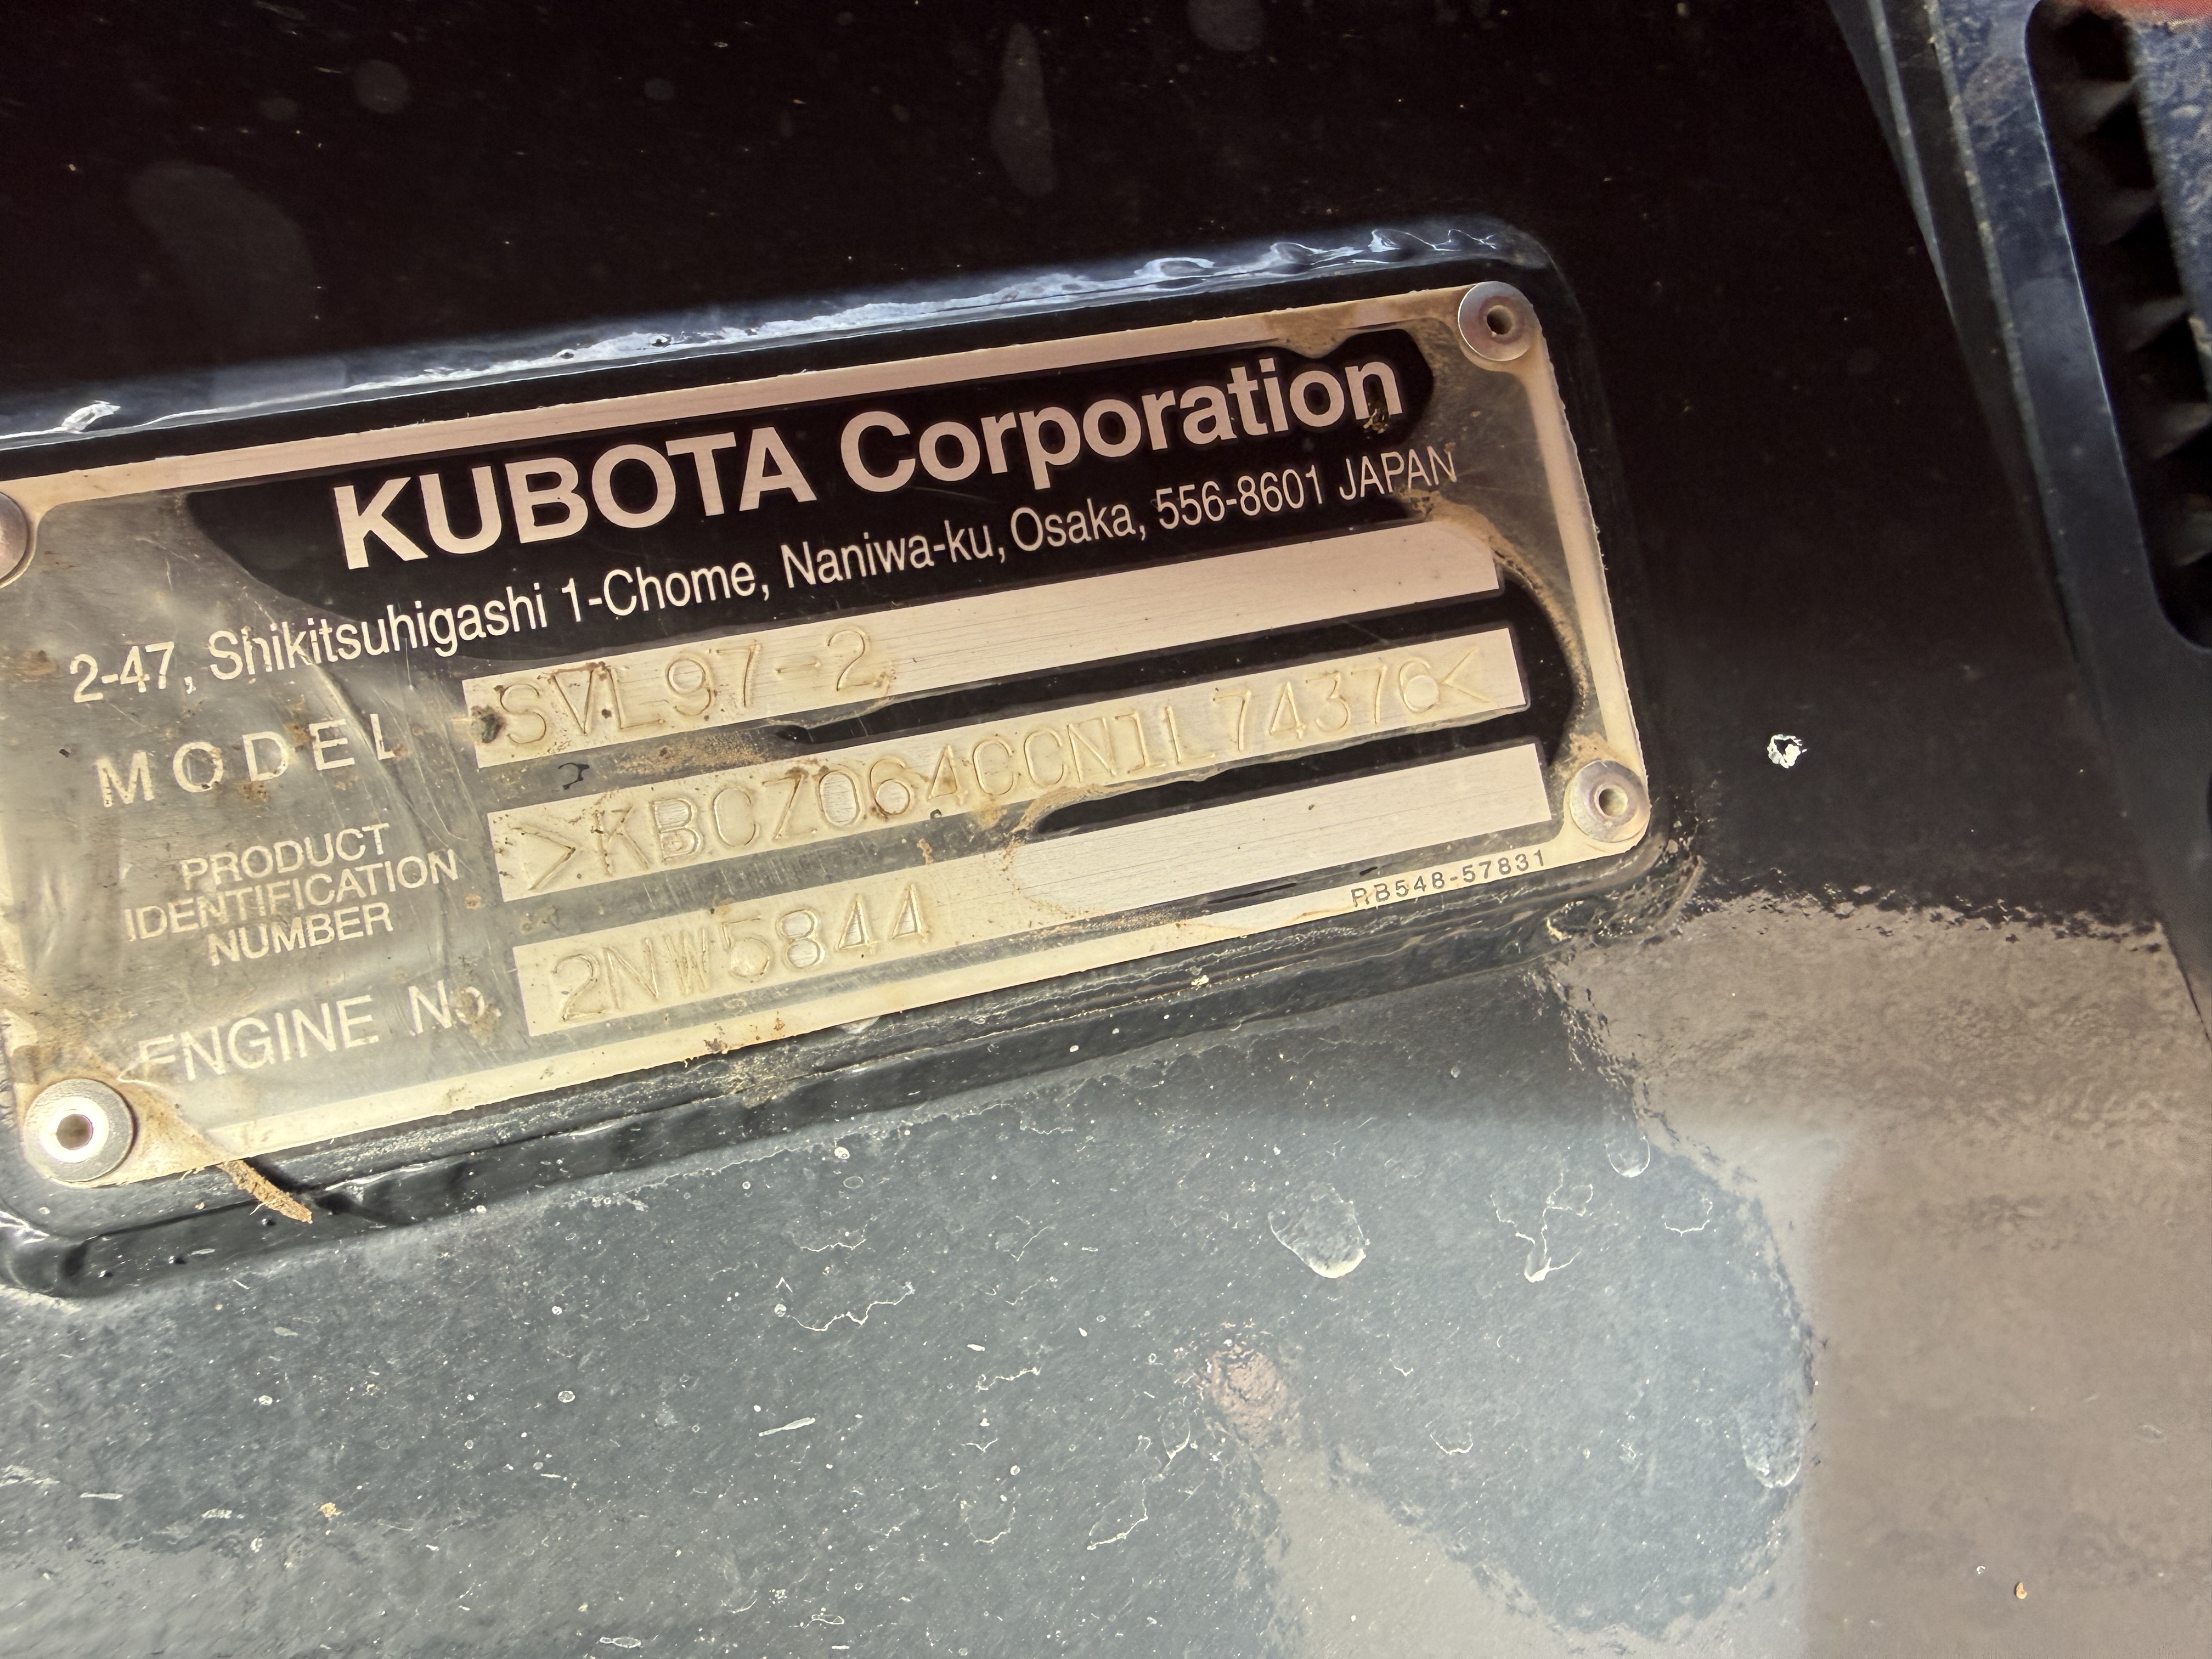 KUBOTA Corporation
2-47, Shikitsuhigashi 1-Chome, Naniwa-ku, Osaka, 556-8601 JAPAN
MODEL SVL97-2
PRODUCT
IDENTIFICATION
NUMBER
>KBCZ064CCN1L74376<
ENGINE No. 2NW5844
RB548-57831